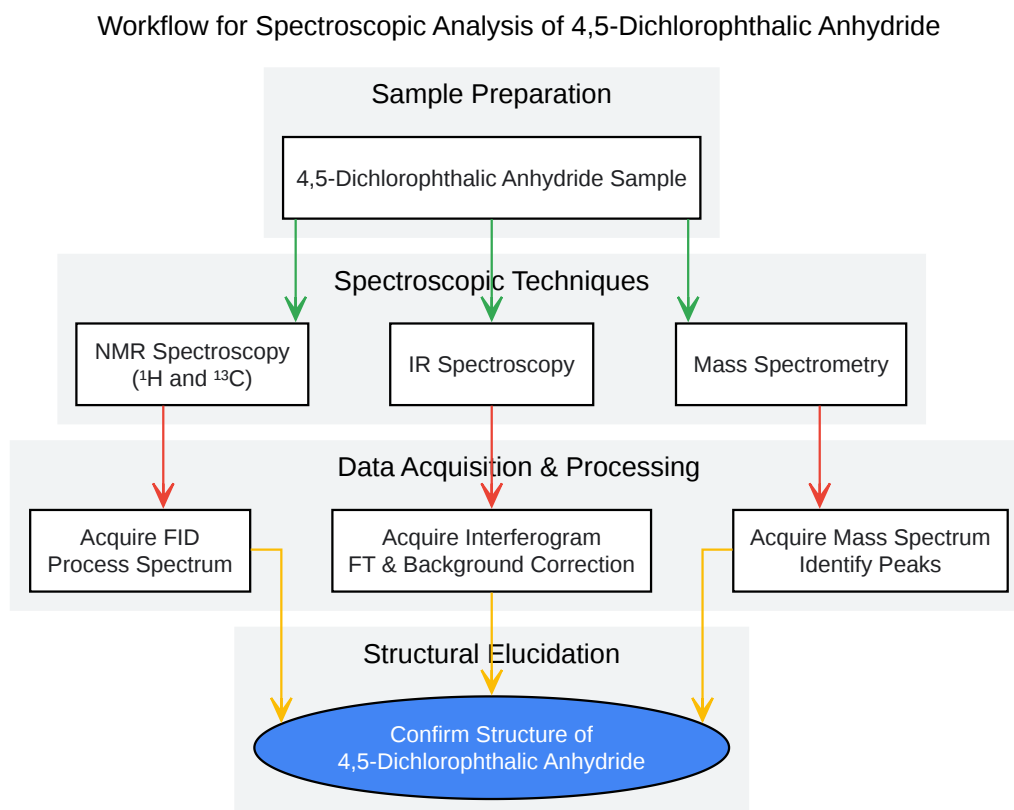 Workflow for Spectroscopic Analysis of 4,5-Dichlorophthalic Anhydride
Sample Preparation
4,5-Dichlorophthalic Anhydride Sample
Spectroscopic Techniques
NMR Spectroscopy
(¹H and ¹³C)
IR Spectroscopy
Mass Spectrometry
Data Acquisition & Processing
Acquire FID
Process Spectrum
Acquire Interferogram
FT & Background Correction
Acquire Mass Spectrum
Identify Peaks
Structural Elucidation
Confirm Structure of
4,5-Dichlorophthalic Anhydride